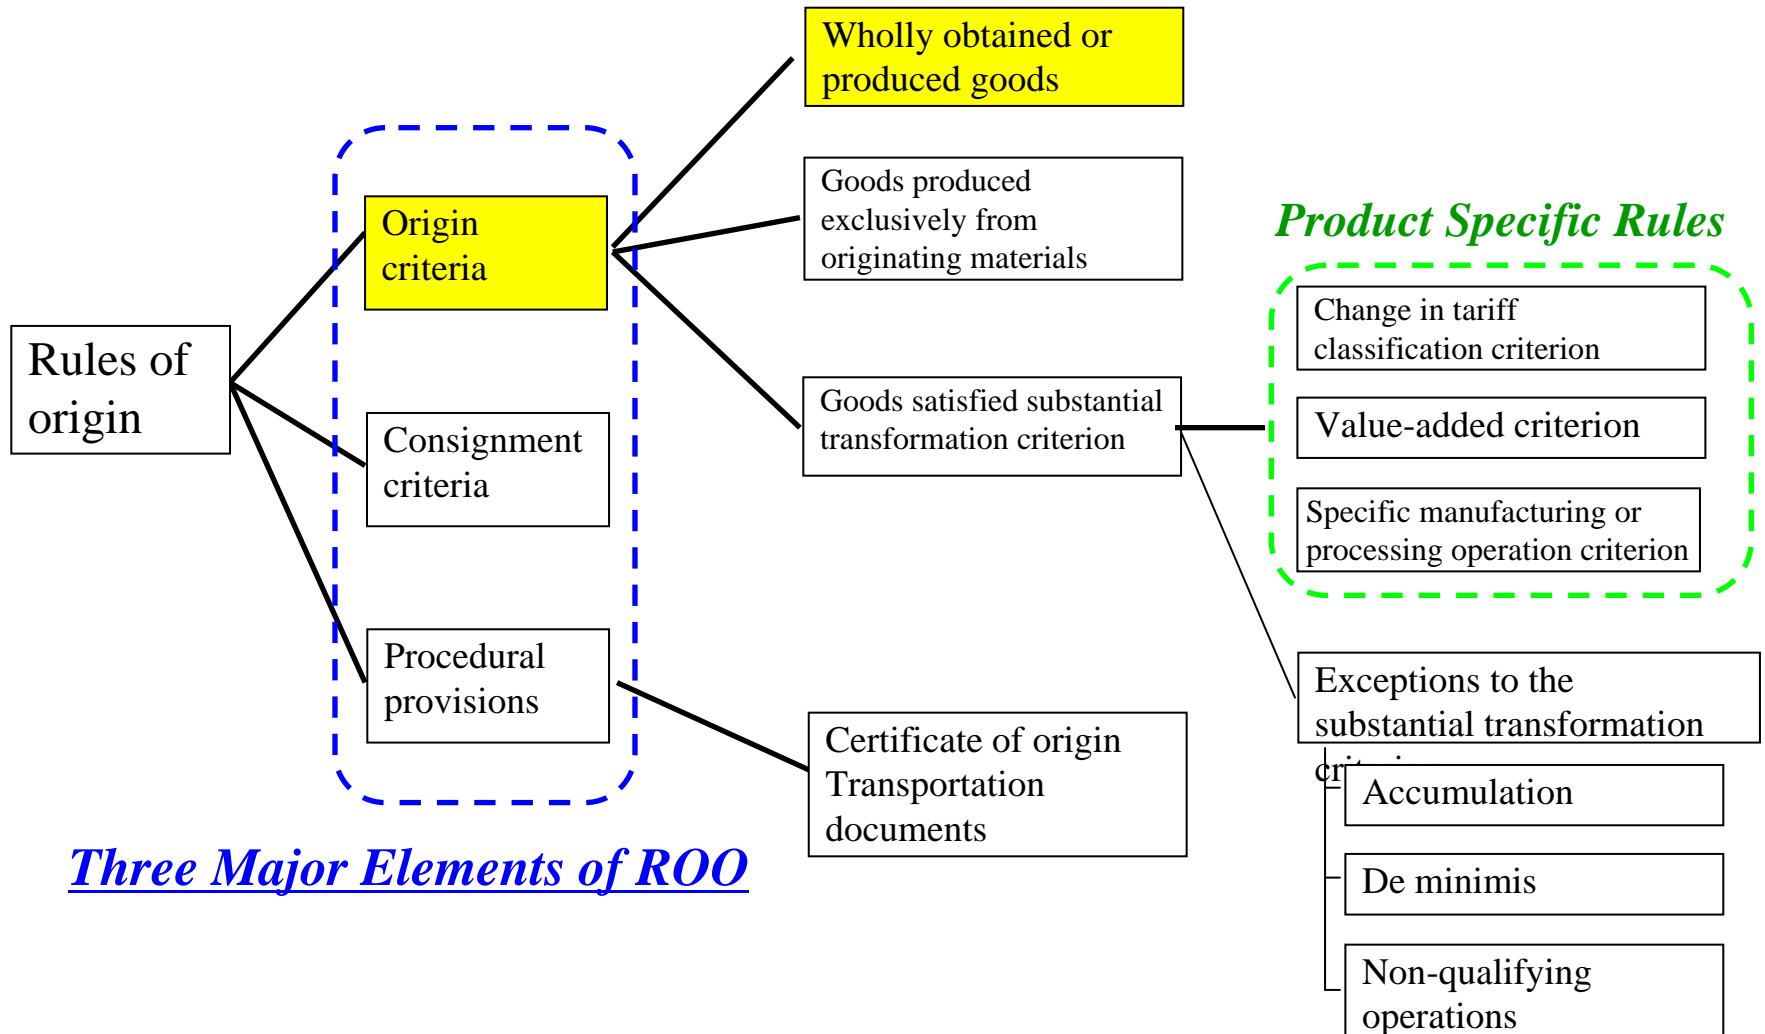 Rules of
origin
Origin
criteria
Consignment
criteria
Procedural
provisions
Three Major Elements of ROO
Wholly obtained or
produced goods
Goods produced
exclusively from
originating materials
Goods satisfied substantial
transformation criterion
Certificate of origin
Transportation
documents
Product Specific Rules
Change in tariff
classification criterion
Value-added criterion
Specific manufacturing or
processing operation criterion
Exceptions to the
substantial transformation
Accumulation
De minimis
Non-qualifying
operations